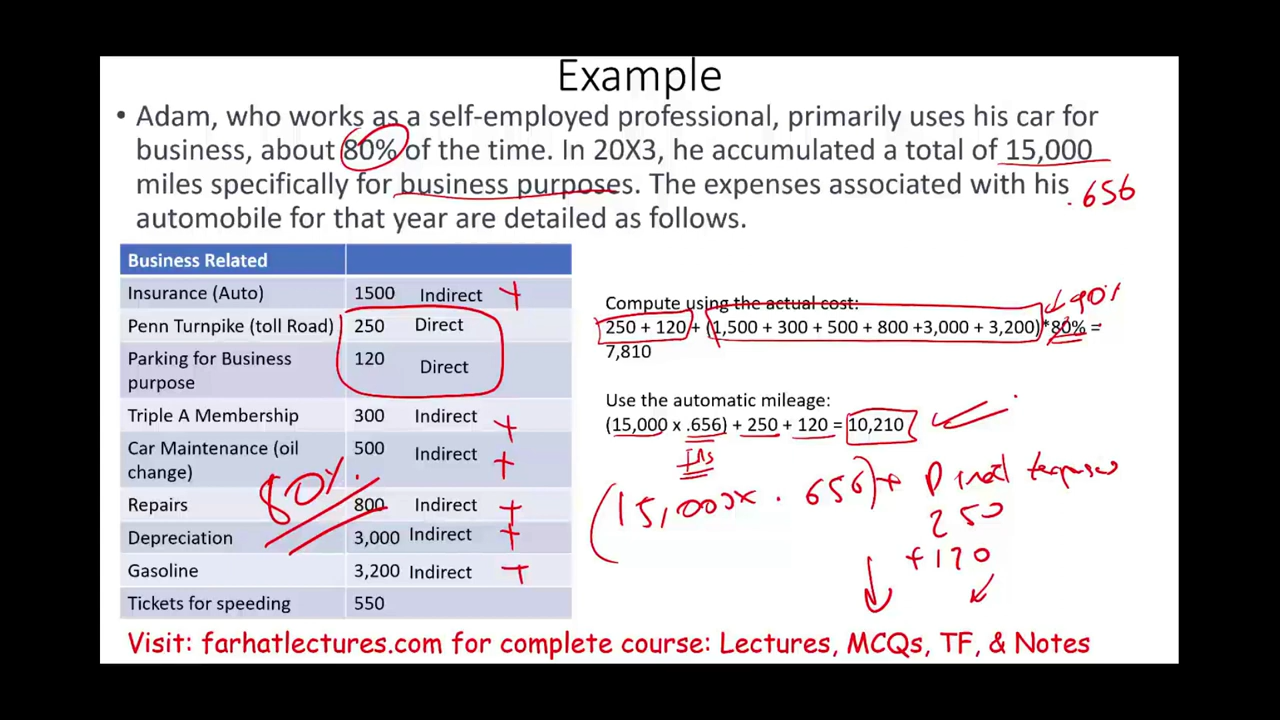 Example
• Adam, who works as a self-employed professional, primarily uses his car for
business, about 80% of the time. In 20X3, he accumulated a total of 15,000
miles specifically for business purposes. The expenses associated with his
.656
automobile for that year are detailed as follows.
Business Related
Insurance (Auto) 1500 Indirect +
Penn Turnpike (toll Road) 250 Direct
Parking for Business
purpose 120 Direct
Triple A Membership 300 Indirect +
Car Maintenance (oil
change) 500 Indirect +
80%.
Repairs 800 Indirect +
Depreciation 3,000 Indirect +
Gasoline 3,200 Indirect +
Tickets for speeding 550
Compute using the actual cost:
90%
250 + 120 + (1,500 + 300 + 500 + 800 +3,000 + 3,200)*80% =
7,810
Use the automatic mileage:
(15,000 x .656) + 250 + 120 = 10,210
IRS
(15,000 x .656) + Direct
250
+120
Visit: farhatlectures.com for complete course: Lectures, MCQs, TF, & Notes